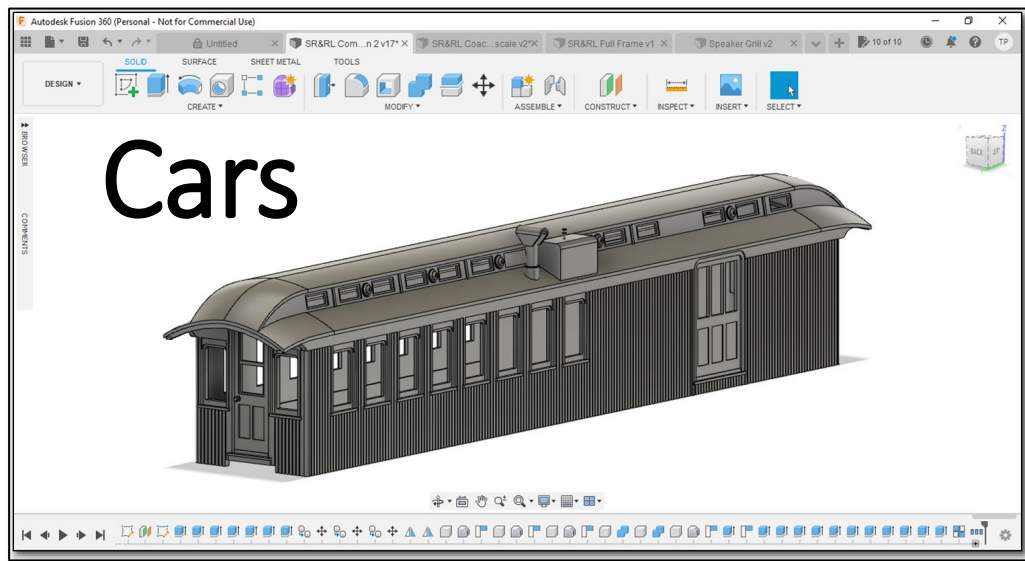 Autodesk Fusion 360 (Personal - Not for Commercial Use)
Untitled
SR&RL Com...n 2 v17*
SR&RL Coac...scale v2*
SR&RL Full Frame v1
Speaker Grill v2
10 of 10
TP
SOLID
SURFACE
SHEET METAL
TOOLS
DESIGN
CREATE
MODIFY
ASSEMBLE
CONSTRUCT
INSPECT
INSERT
SELECT
BROWSER
COMMENTS
Cars
Z
BACK